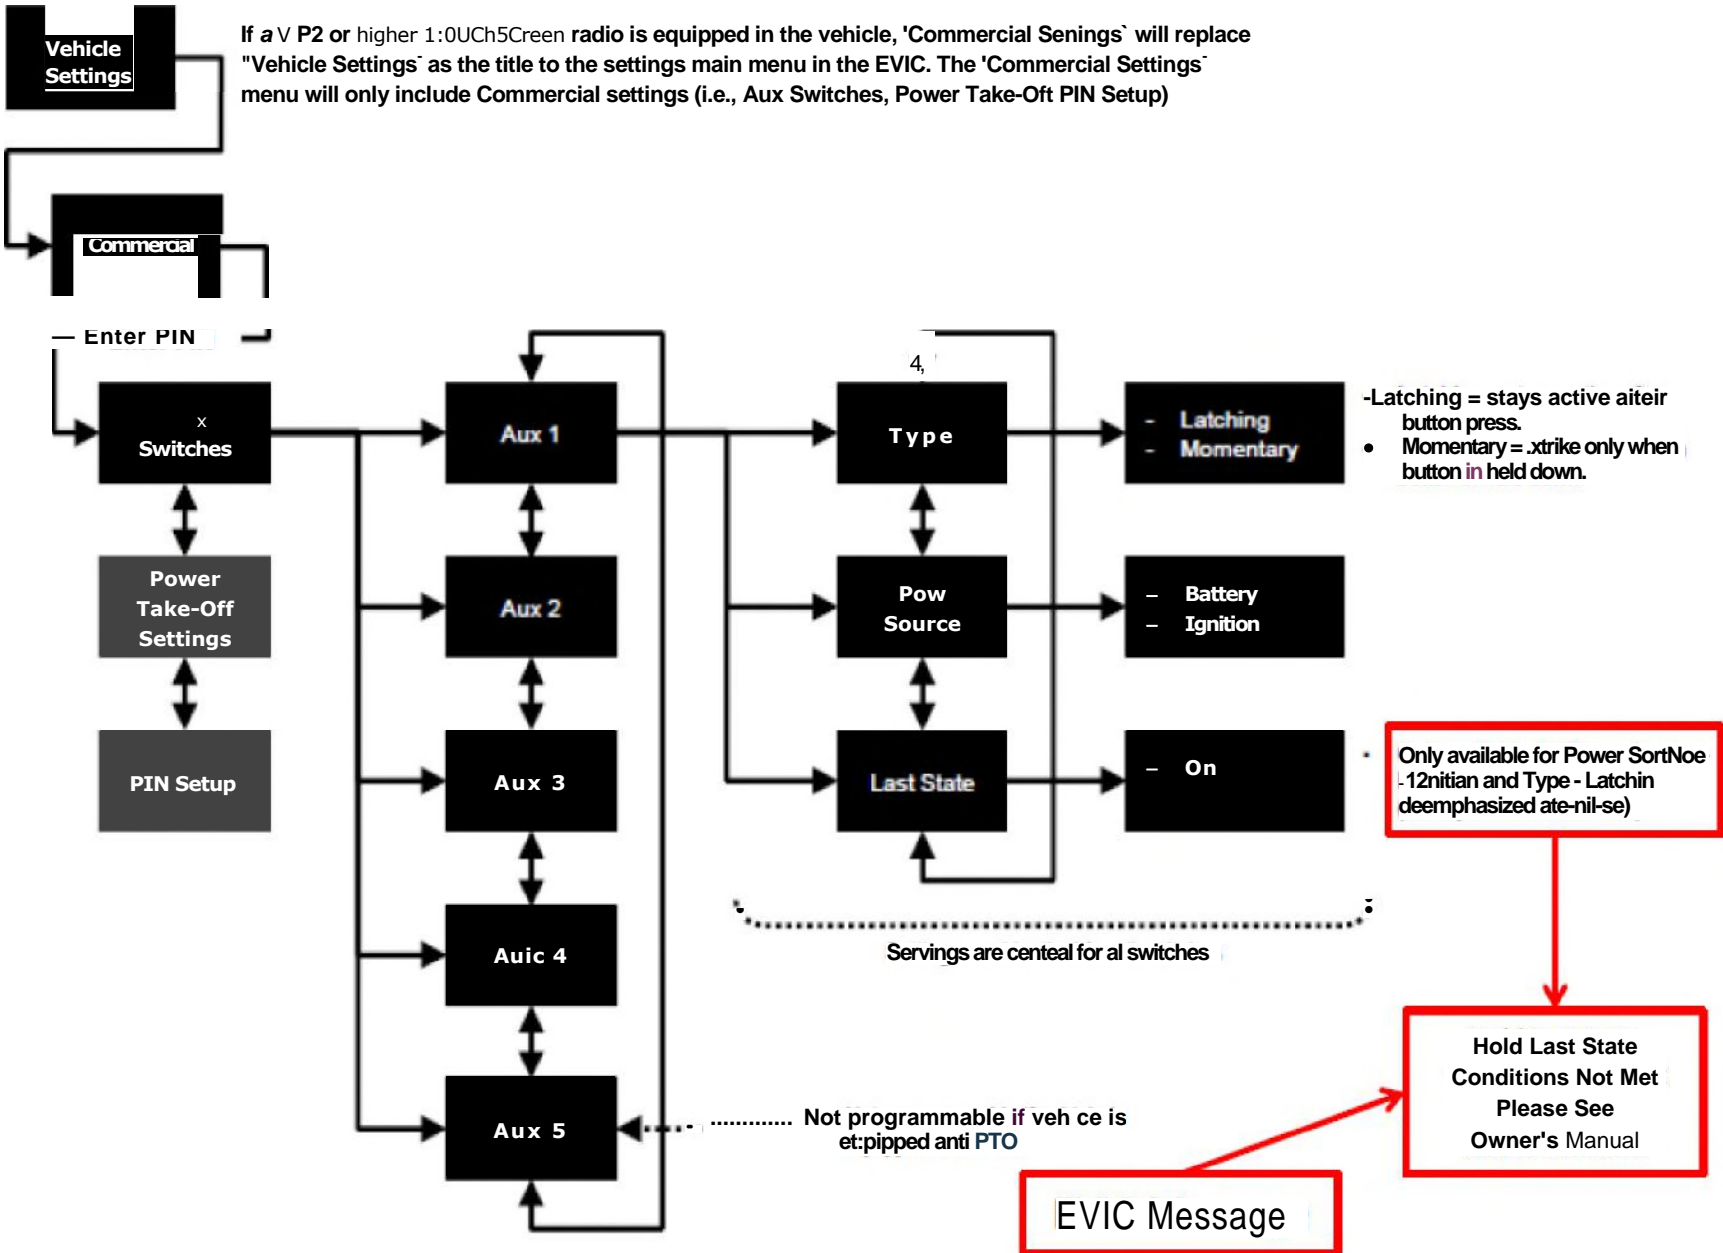 Vehicle
Settings
If a V P2 or higher 1:0UCh5Creen radio is equipped in the vehicle, 'Commercial Senings` will replace
"Vehicle Settings- as the title to the settings main menu in the EVIC. The 'Commercial Settings-
menu will only include Commercial settings (i.e., Aux Switches, Power Take-Oft PIN Setup)
Commercial
— Enter PIN
x
Switches
Power
Take-Off
Settings
PIN Setup
Aux 1
Aux 2
Aux 3
Auic 4
Aux 5
4,
Type
Pow
Source
Last State
- Latching
- Momentary
– Battery
– Ignition
– On
-Latching = stays active aiteir
button press.
• Momentary = .xtrike only when
button in held down.
Only available for Power SortNoe
-12nitian and Type - Latchin
deemphasized ate-nil-se)
Servings are centeal for al switches
............. Not programmable if veh ce is
et:pipped anti PTO
Hold Last State
Conditions Not Met
Please See
Owner's Manual
EVIC Message